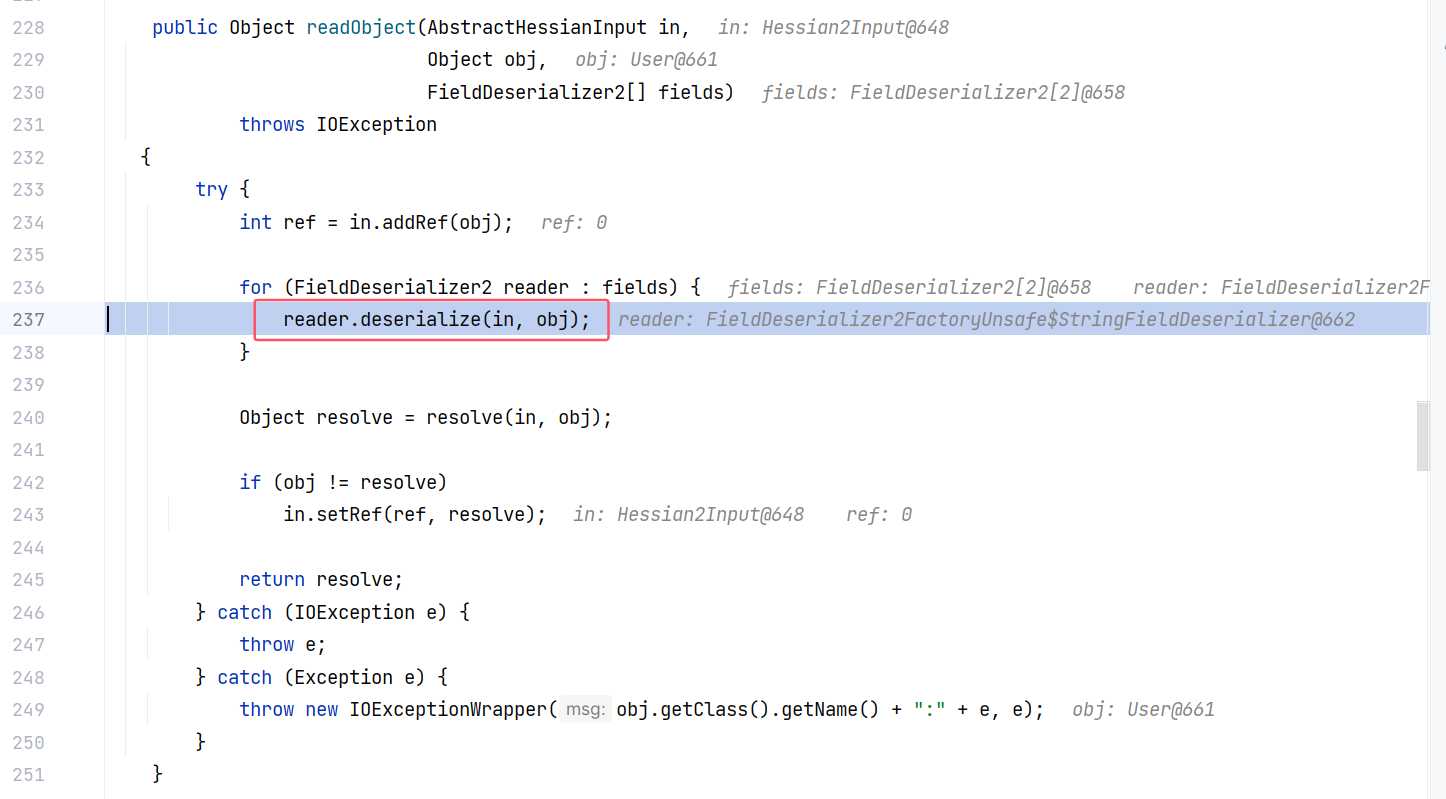 228 public Object readObject(AbstractHessianInput in, in: Hessian2Input@648
229 Object obj, obj: User@661
230 FieldDeserializer2[] fields) fields: FieldDeserializer2[2]@658
231 throws IOException
232 {
233 try {
234 int ref = in.addRef(obj); ref: 0
235
236 for (FieldDeserializer2 reader : fields) { fields: FieldDeserializer2[2]@658 reader: FieldDeserializer2F
237 reader.deserialize(in, obj); reader: FieldDeserializer2FactoryUnsafe$StringFieldDeserializer@662
238 }
239
240 Object resolve = resolve(in, obj);
241
242 if (obj != resolve)
243 in.setRef(ref, resolve); in: Hessian2Input@648 ref: 0
244
245 return resolve;
246 } catch (IOException e) {
247 throw e;
248 } catch (Exception e) {
249 throw new IOExceptionWrapper( msg: obj.getClass().getName() + ":" + e, e); obj: User@661
250 }
251 }